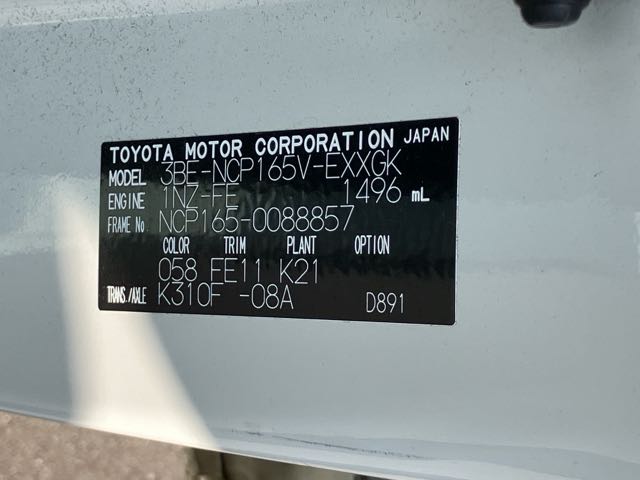 TOYOTA MOTOR CORPORATION JAPAN
MODEL 3BE-NCP165V-EXXGK
ENGINE 1NZ-FE 1496 mL
FRAME No NCP165-0088857
COLOR TRIM PLANT OPTION
058 FE11 K21
TRANS./AXLE K310F -08A D891